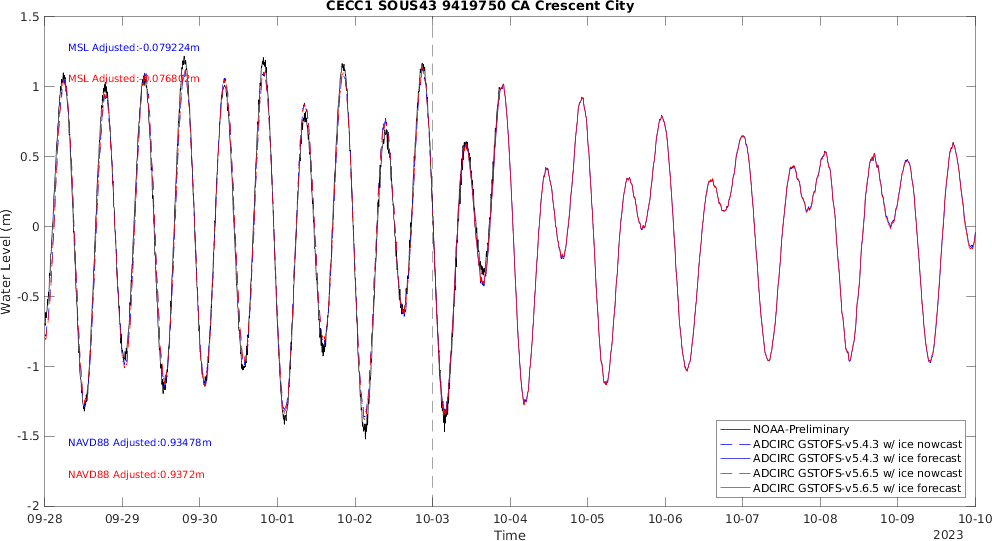 CECC1 SOUS43 9419750 CA Crescent City
MSL Adjusted:-0.079224m
MSL Adjusted:-0.076802m
NAVD88 Adjusted:0.93478m
NAVD88 Adjusted:0.9372m
Water Level (m)
1.5
1
0.5
0
-0.5
-1
-1.5
-2
NOAA-Preliminary
ADCIRC GSTOFS-v5.4.3 w/ ice nowcast
ADCIRC GSTOFS-v5.4.3 w/ ice forecast
ADCIRC GSTOFS-v5.6.5 w/ ice nowcast
ADCIRC GSTOFS-v5.6.5 w/ ice forecast
09-28 09-29 09-30 10-01 10-02 10-03 10-04 10-05 10-06 10-07 10-08 10-09 10-10
Time
2023